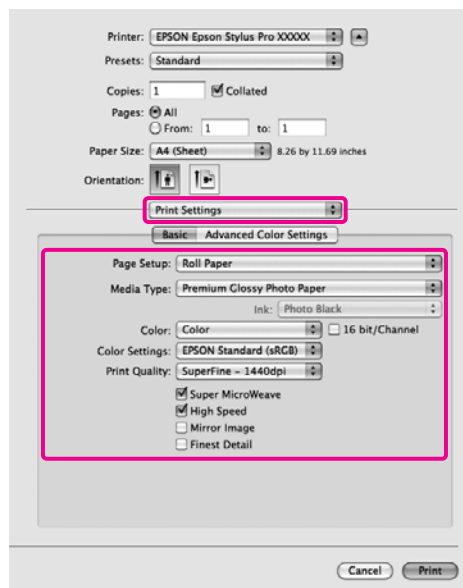 Printer: EPSON Epson Stylus Pro XXXXX
Presets: Standard
Copies: 1 Collated
Pages: All
From: 1 to: 1
Paper Size: A4 (Sheet) 8.26 by 11.69 inches
Orientation:
Print Settings
Basic Advanced Color Settings
Page Setup: Roll Paper
Media Type: Premium Glossy Photo Paper
Ink: Photo Black
Color: Color 16 bit/Channel
Color Settings: EPSON Standard (sRGB)
Print Quality: SuperFine - 1440dpi
Super MicroWeave
High Speed
Mirror Image
Finest Detail
Cancel Print